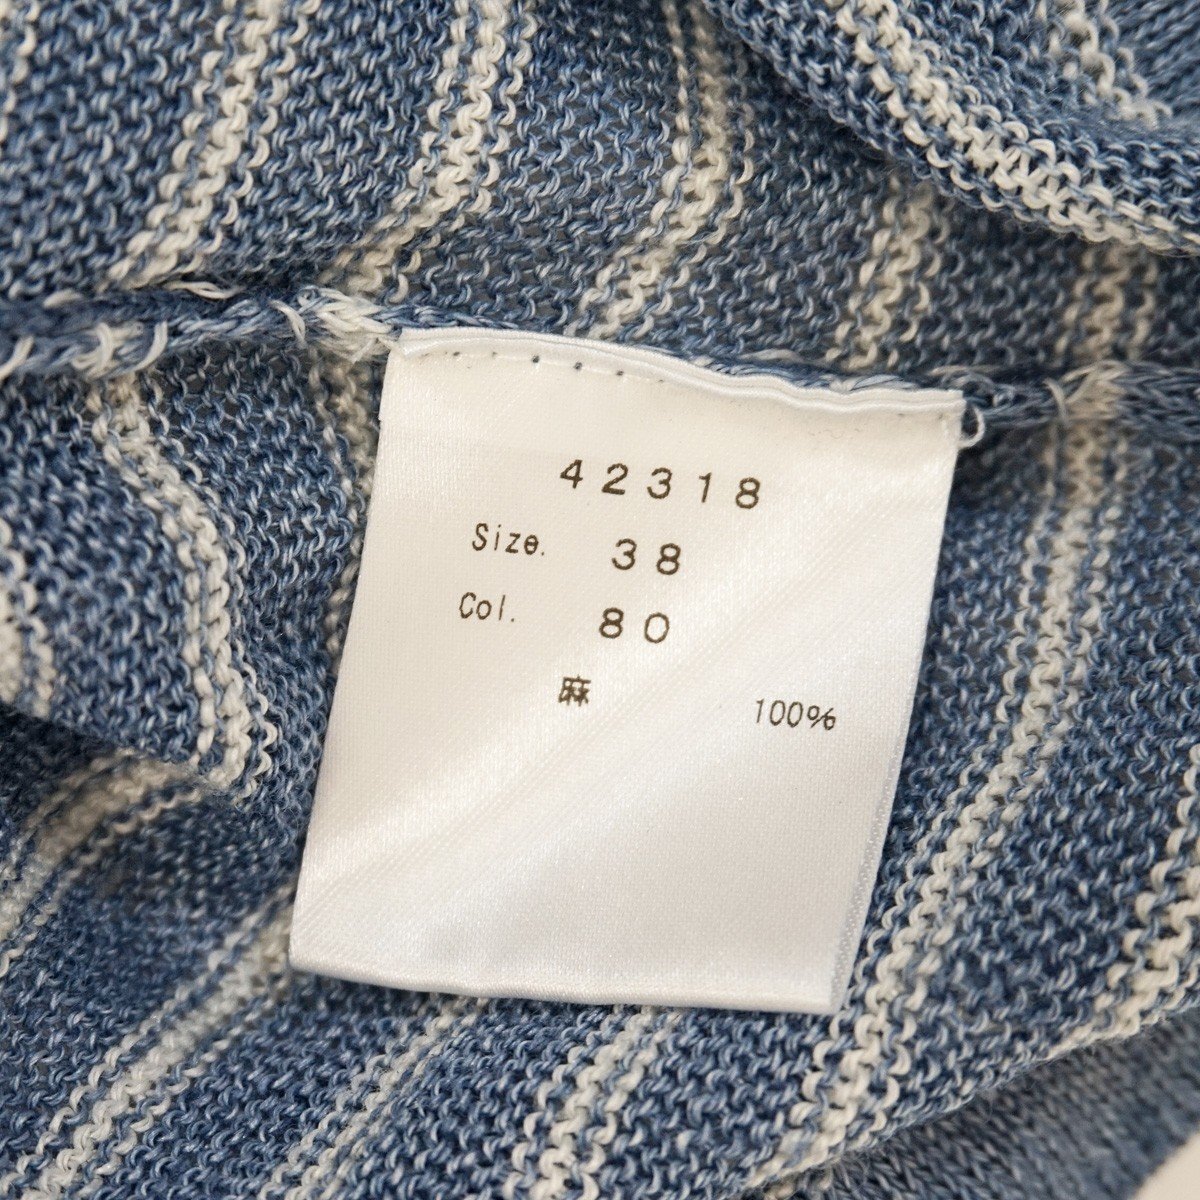 42318
Size. 38
Col. 80
麻 100%